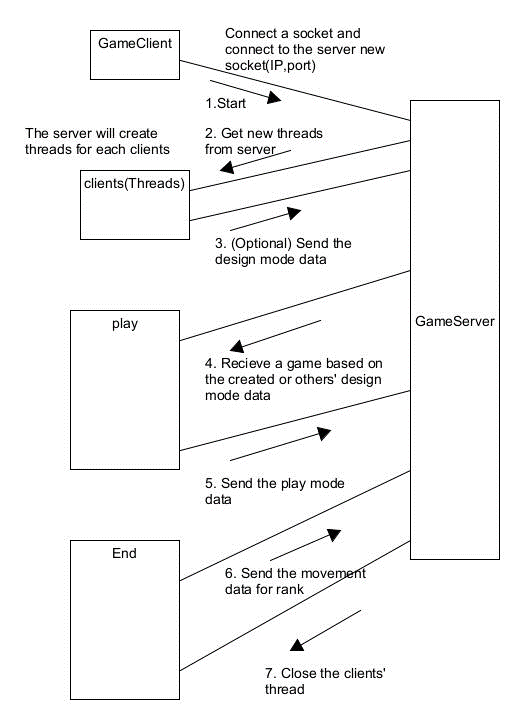 GameClient
Connect a socket and
connect to the server new
socket(IP,port)
1.Start
The server will create
threads for each clients
2. Get new threads
from server
clients(Threads)
3. (Optional) Send the
design mode data
GameServer
play
4. Recieve a game based on
the created or others' design
mode data
5. Send the play mode
data
End
6. Send the movement
data for rank
7. Close the clients'
thread